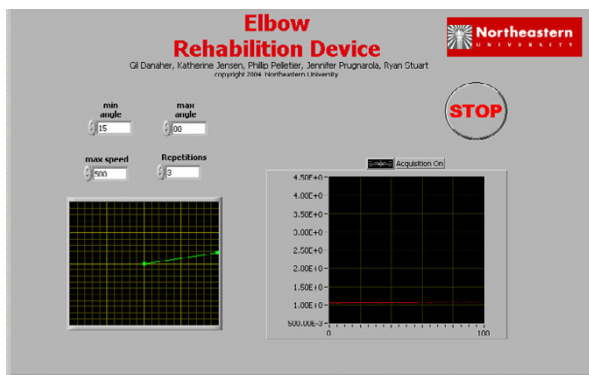 Elbow
Rehabilition Device
Gil Danaher, Katherine Jensen, Philip Pelletier, Jennifer Prugnarola, Ryan Stuart
copyright 2004 Northeastern University
Northeastern
UNIVERSITY
STOP
min
angle
max
angle
15
00
max speed
Repetitions
500
3
Acquisition On
4.50E+0
4.00E+0
3.50E+0
3.00E+0
2.50E+0
2.00E+0
1.50E+0
1.00E+0
500.00E-3
0
100